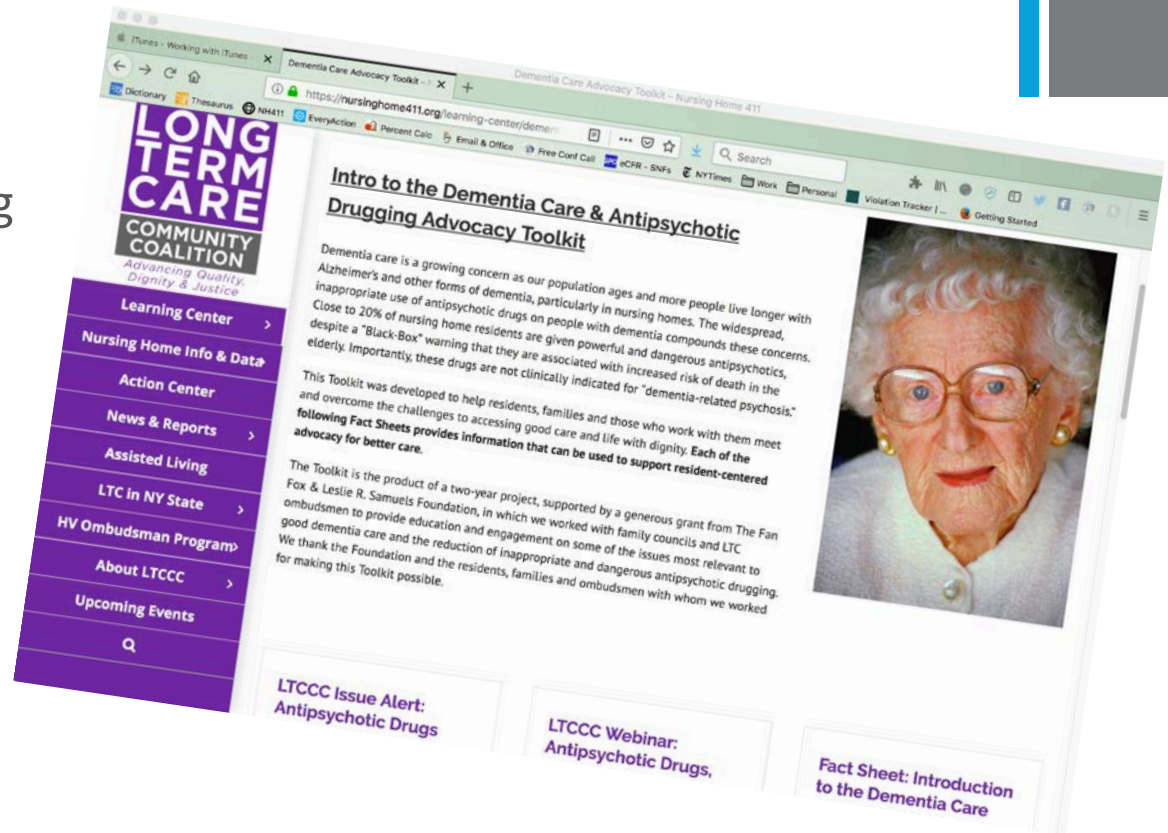 g
iTunes - Working with iTunes -
Dementia Care Advocacy Toolkit –
Dementia Care Advocacy Toolkit – Nursing Home 411
https://nursinghome411.org/learning-center/demen
Search
Dictionary
Thesaurus
NH411
EveryAction
Percent Calc
Email & Office
Free Conf Call
eCFR - SNFs
NYTimes
Work
Personal
Violation Tracker | ...
Getting Started
LONG
TERM
CARE
COMMUNITY
COALITION
Advancing Quality,
Dignity & Justice
Learning Center
Nursing Home Info & Data
Action Center
News & Reports
Assisted Living
LTC in NY State
HV Ombudsman Program
About LTCCC
Upcoming Events
Intro to the Dementia Care & Antipsychotic
Drugging Advocacy Toolkit
Dementia care is a growing concern as our population ages and more people live longer with
Alzheimer's and other forms of dementia, particularly in nursing homes. The widespread,
inappropriate use of antipsychotic drugs on people with dementia compounds these concerns.
Close to 20% of nursing home residents are given powerful and dangerous antipsychotics,
despite a "Black-Box" warning that they are associated with increased risk of death in the
elderly. Importantly, these drugs are not clinically indicated for "dementia-related psychosis."
This Toolkit was developed to help residents, families and those who work with them meet
and overcome the challenges to accessing good care and life with dignity. Each of the
following Fact Sheets provides information that can be used to support resident-centered
advocacy for better care.
The Toolkit is the product of a two-year project, supported by a generous grant from The Fan
Fox & Leslie R. Samuels Foundation, in which we worked with family councils and LTC
ombudsmen to provide education and engagement on some of the issues most relevant to
good dementia care and the reduction of inappropriate and dangerous antipsychotic drugging.
We thank the Foundation and the residents, families and ombudsmen with whom we worked
for making this Toolkit possible.
LTCCC Issue Alert:
Antipsychotic Drugs
LTCCC Webinar:
Antipsychotic Drugs,
Fact Sheet: Introduction
to the Dementia Care